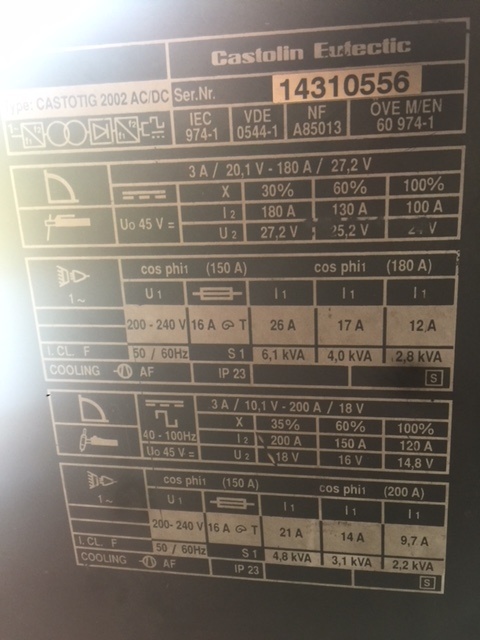 Castolin Eutectic
Type: CASTOTIG 2002 AC/DC Ser.Nr. 14310556
IEC 974-1 VDE 0544-1 NF A85013 OVE M/EN 60 974-1
3 A / 20,1 V - 180 A / 27,2 V
X 30% 60% 100%
Uo 45 V = I2 180 A 130 A 100 A
U2 27,2 V 25,2 V
cos phi1 (150 A) cos phi1 (180 A)
1~ U1 I1 I1 I1
200 - 240 V 16 A T 26 A 17 A 12 A
I. CL. F 50 / 60Hz S1 6,1 kVA 4,0 kVA 2,8 kVA
COOLING AF IP 23 S
3 A / 10,1 V - 200 A / 18 V
X 35% 60% 100%
40 - 100Hz I2 200 A 150 A 120 A
Uo 45 V = U2 18 V 16 V 14,8 V
cos phi1 (150 A) cos phi1 (200 A)
1~ U1 I1 I1 I1
200- 240 V 16 A T 21 A 14 A 9,7 A
I. CL. F 50 / 60Hz S1 4,8 kVA 3,1 kVA 2,2 kVA
COOLING AF IP 23 S